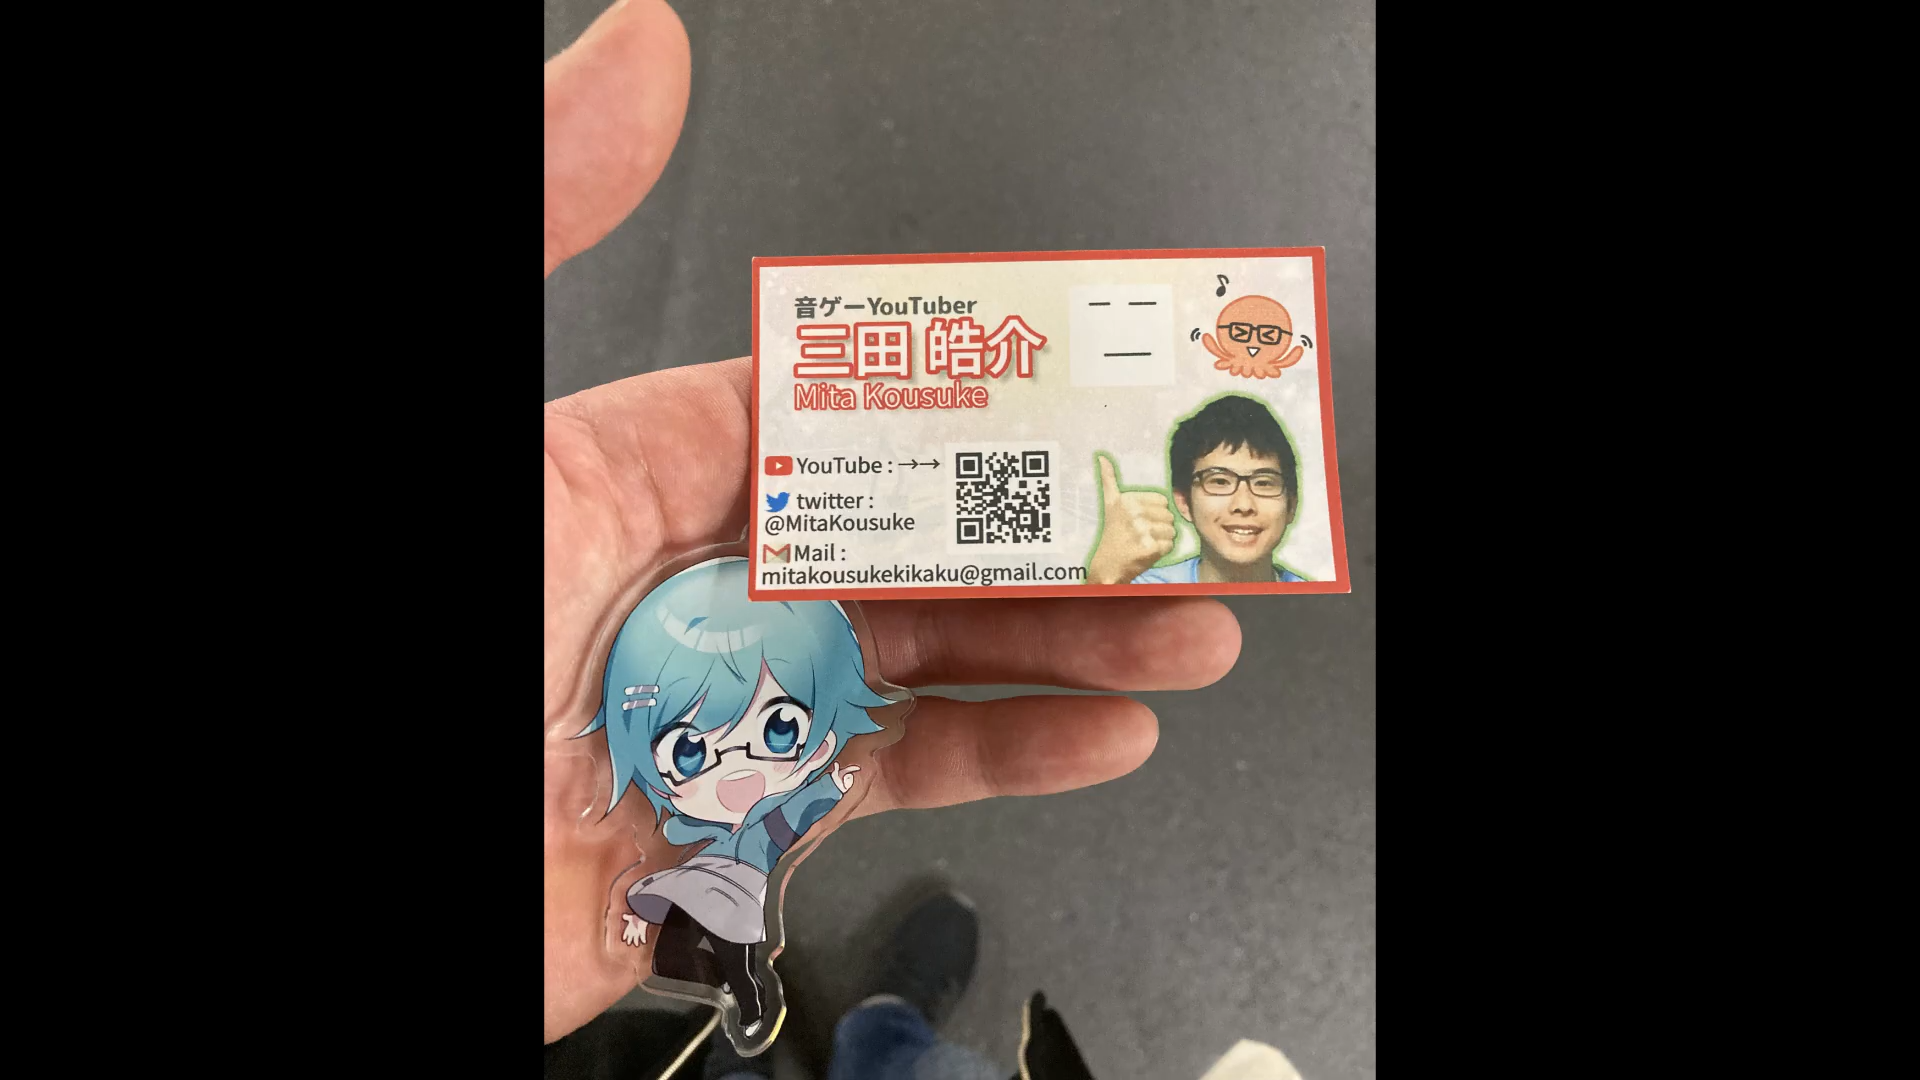 音ゲーYouTuber
三田 皓介
Mita Kousuke
YouTube : →→
twitter :
@MitaKousuke
Mail :
mitakousukekikaku@gmail.com